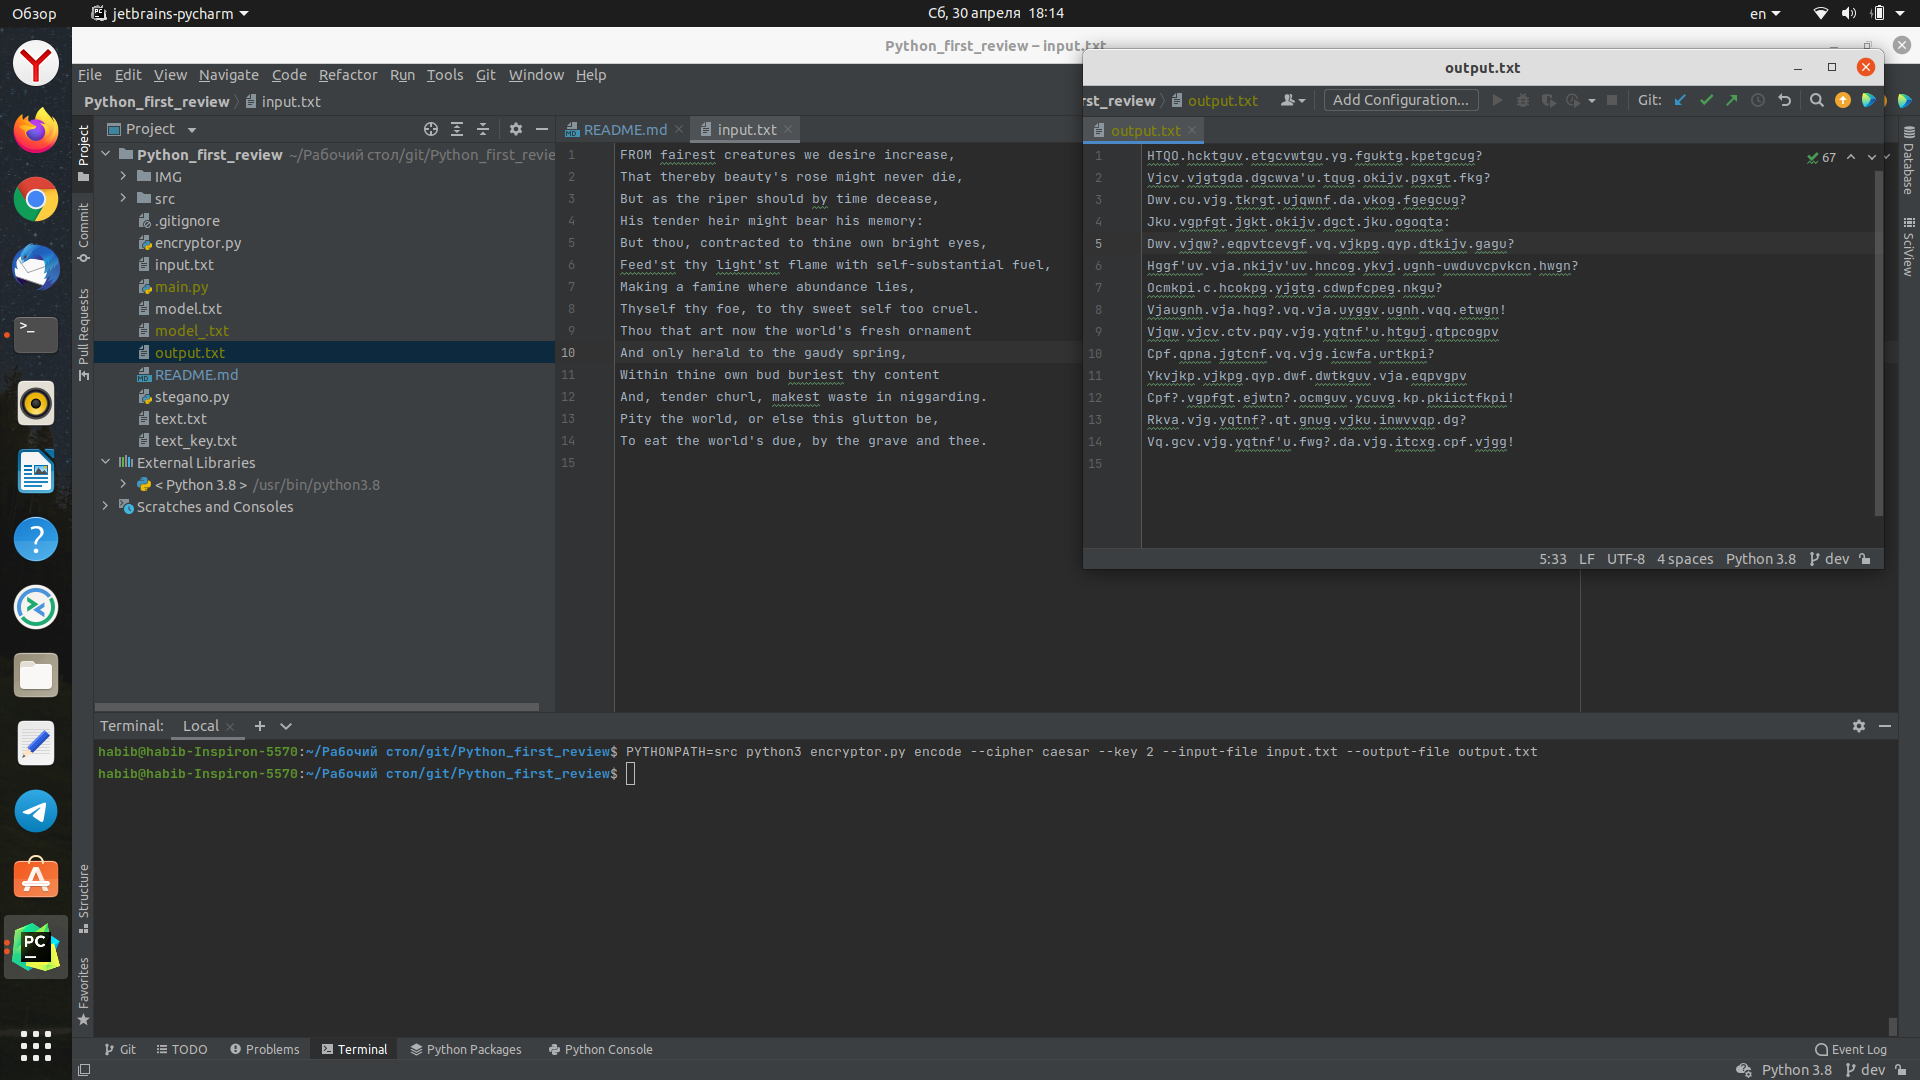 Обзор
jetbrains-pycharm
Сб, 30 апреля 18:14
en
Python_first_review – input.txt
File Edit View Navigate Code Refactor Run Tools Git Window Help
Python_first_review
input.txt
Project
Python_first_review ~/Рабочий стол/git/Python_first_revie
IMG
src
.gitignore
encryptor.py
input.txt
main.py
model.txt
model_.txt
output.txt
README.md
stegano.py
text.txt
text_key.txt
External Libraries
< Python 3.8 > /usr/bin/python3.8
Scratches and Consoles
Project
Commit
Pull Requests
Structure
Favorites
README.md
input.txt
1 FROM fairest creatures we desire increase,
2 That thereby beauty's rose might never die,
3 But as the riper should by time decease,
4 His tender heir might bear his memory:
5 But thou, contracted to thine own bright eyes,
6 Feed'st thy light'st flame with self-substantial fuel,
7 Making a famine where abundance lies,
8 Thyself thy foe, to thy sweet self too cruel.
9 Thou that art now the world's fresh ornament
10 And only herald to the gaudy spring,
11 Within thine own bud buriest thy content
12 And, tender churl, makest waste in niggarding.
13 Pity the world, or else this glutton be,
14 To eat the world's due, by the grave and thee.
15
output.txt
rst_review
output.txt
Add Configuration...
Git:
output.txt
67
1 HTQO.hcktguv.etgcvwtgu.yg.fguktg.kpetgcug?
2 Vjcv.vjgtgda.dgcwva'u.tqug.okijv.pgxgt.fkg?
3 Dwv.cu.vjg.tkrgt.ujqwnf.da.vkog.fgegcug?
4 Jku.vgpfgt.jgkt.okijv.dgct.jku.ogoqta:
5 Dwv.vjqw?.eqpvtcevgf.vq.vjkpg.qyp.dtkijv.gagu?
6 Hggf'uv.vja.nkijv'uv.hncog.ykvj.ugnh-uwduvcpvkcn.hwgn?
7 Ocmkpi.c.hcokpg.yjgtg.cdwpfcpeg.nkgu?
8 Vjaugnh.vja.hqg?.vq.vja.uyggv.ugnh.vqq.etwgn!
9 Vjqw.vjcv.ctv.pqy.vjg.yqtnf'u.htguj.qtpcogpv
10 Cpf.qpna.jgtcnf.vq.vjg.icwfa.urtkpi?
11 Ykvjkp.vjkpg.qyp.dwf.dwtkguv.vja.eqpvgpv
12 Cpf?.vgpfgt.ejwtn?.ocmguv.ycuvg.kp.pkiictfkpi!
13 Rkva.vjg.yqtnf?.qt.gnug.vjku.inwvvqp.dg?
14 Vq.gcv.vjg.yqtnf'u.fwg?.da.vjg.itcxg.cpf.vjgg!
15
5:33 LF UTF-8 4 spaces Python 3.8 dev
Database
SciView
Terminal: Local
habib@habib-Inspiron-5570:~/Рабочий стол/git/Python_first_review$ PYTHONPATH=src python3 encryptor.py encode --cipher caesar --key 2 --input-file input.txt --output-file output.txt
habib@habib-Inspiron-5570:~/Рабочий стол/git/Python_first_review$
Git TODO Problems Terminal Python Packages Python Console
Event Log
Python 3.8 dev